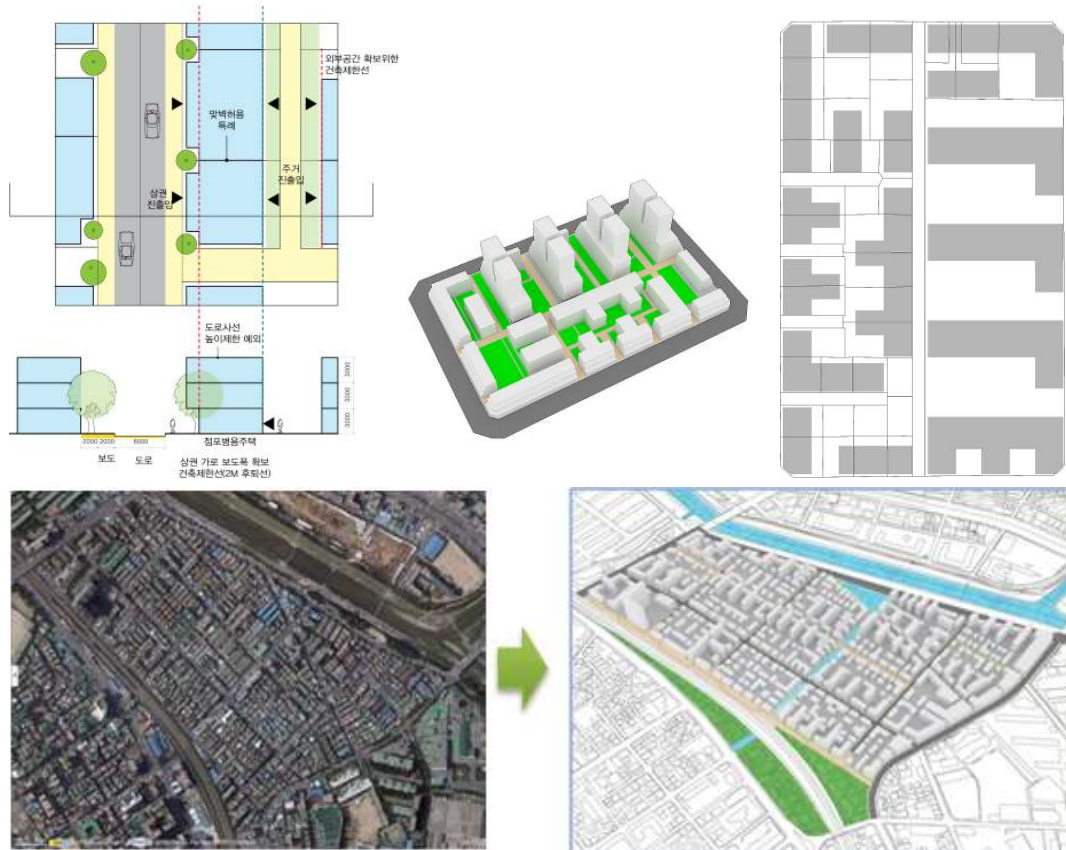 외부공간 확보위한
건축제한선
맞벽허용
특례
주거
진출입
상권
진출입
도로사선
높이제한 예외
3000
3000
3000
2000 2000 6000
점포병용주택
보도 도로 상권 가로 보도폭 확보
건축제한선(2M 후퇴선)